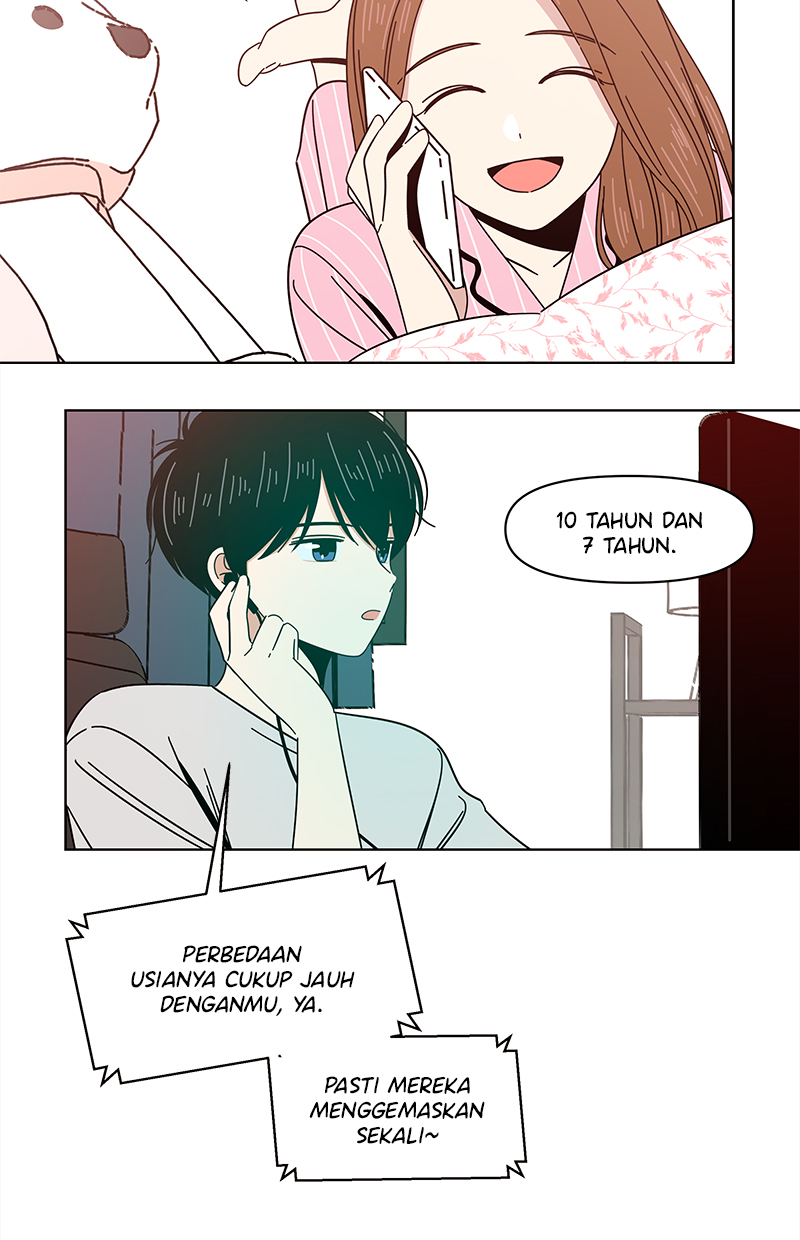 10 TAHUN DAN
7 TAHUN.
PERBEDAAN
USIANYA CUKUP JAUH
DENGANMU, YA.
PASTI MEREKA
MENGGEMASKAN
SEKALI~